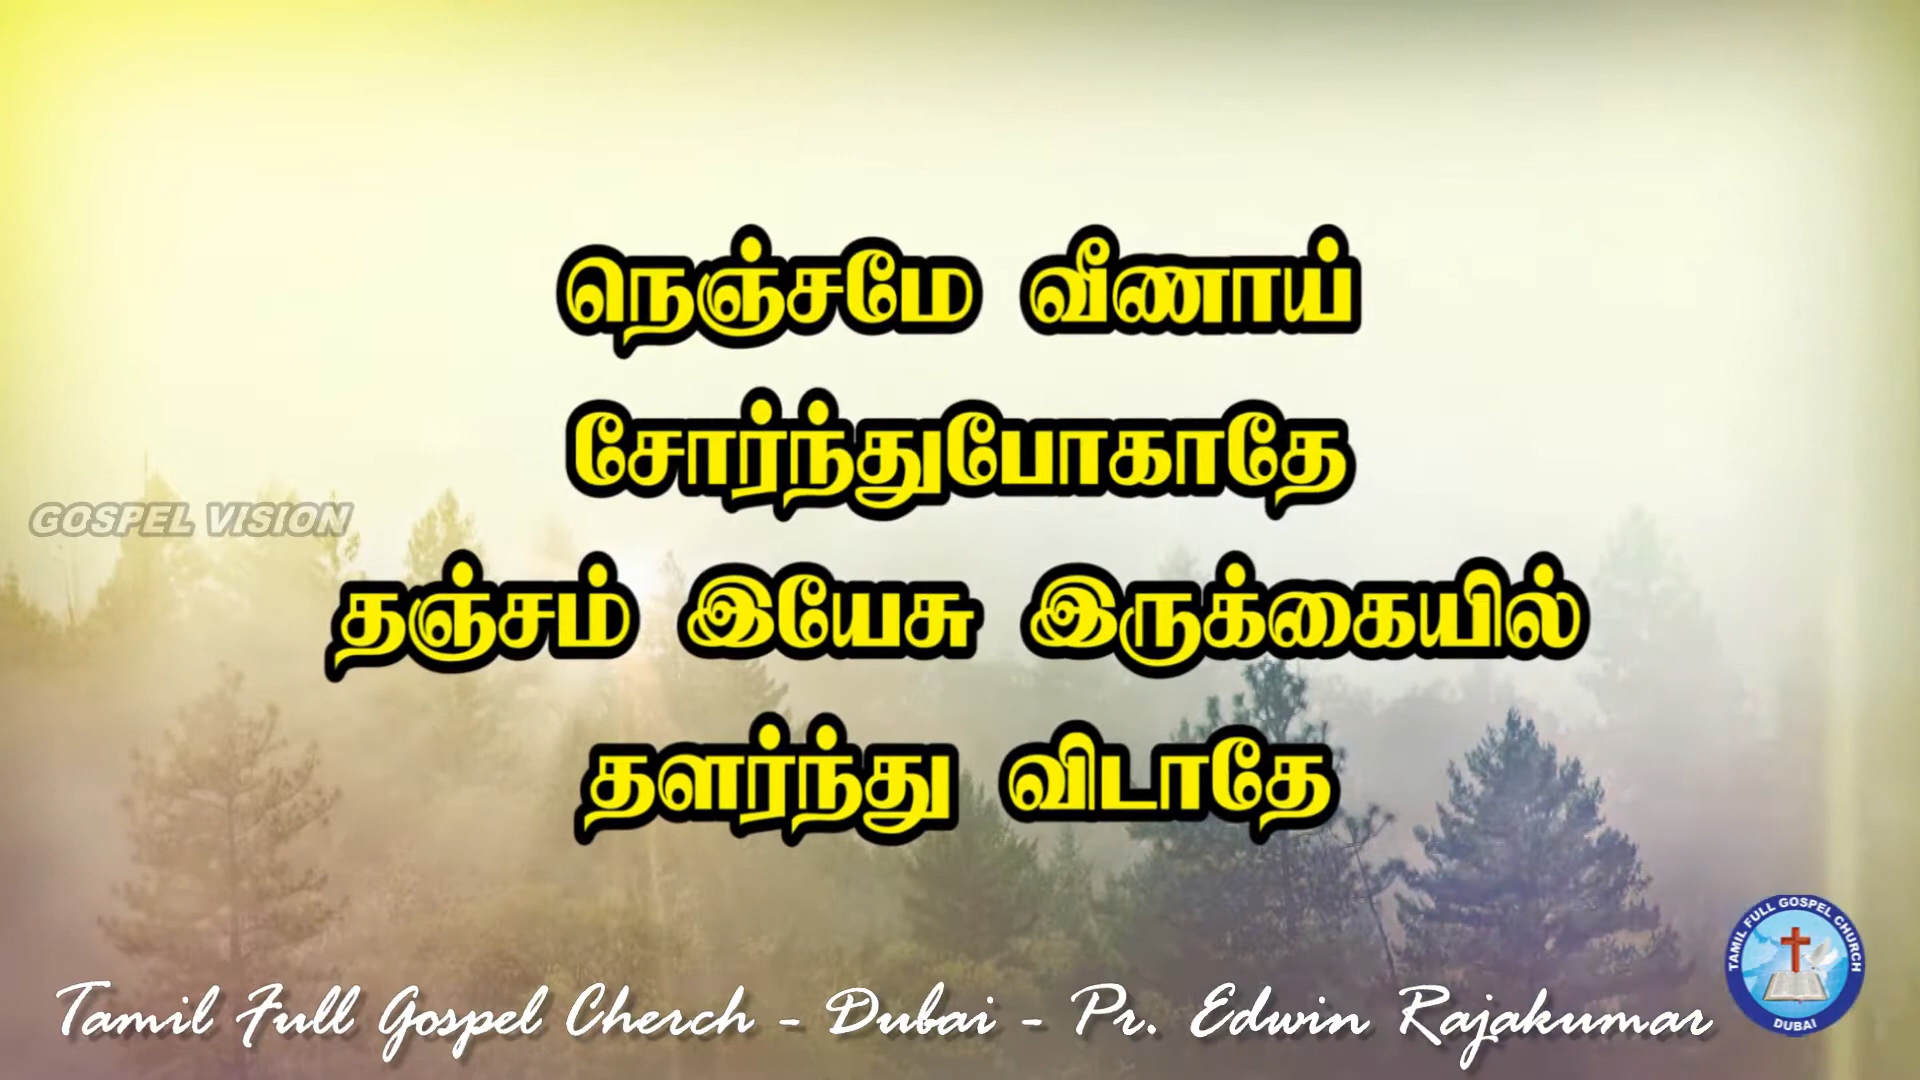 நெஞ்சமே வீணாய்
சோர்ந்துபோகாதே
GOSPEL VISION
தஞ்சம் இயேசு இருக்கையில்
தளர்ந்து விடாதே
TAMIL FULL GOSPEL CHURCH
DUBAI
Tamil Full Gospel Cherch - Dubai - Pr. Edwin Rajakumar